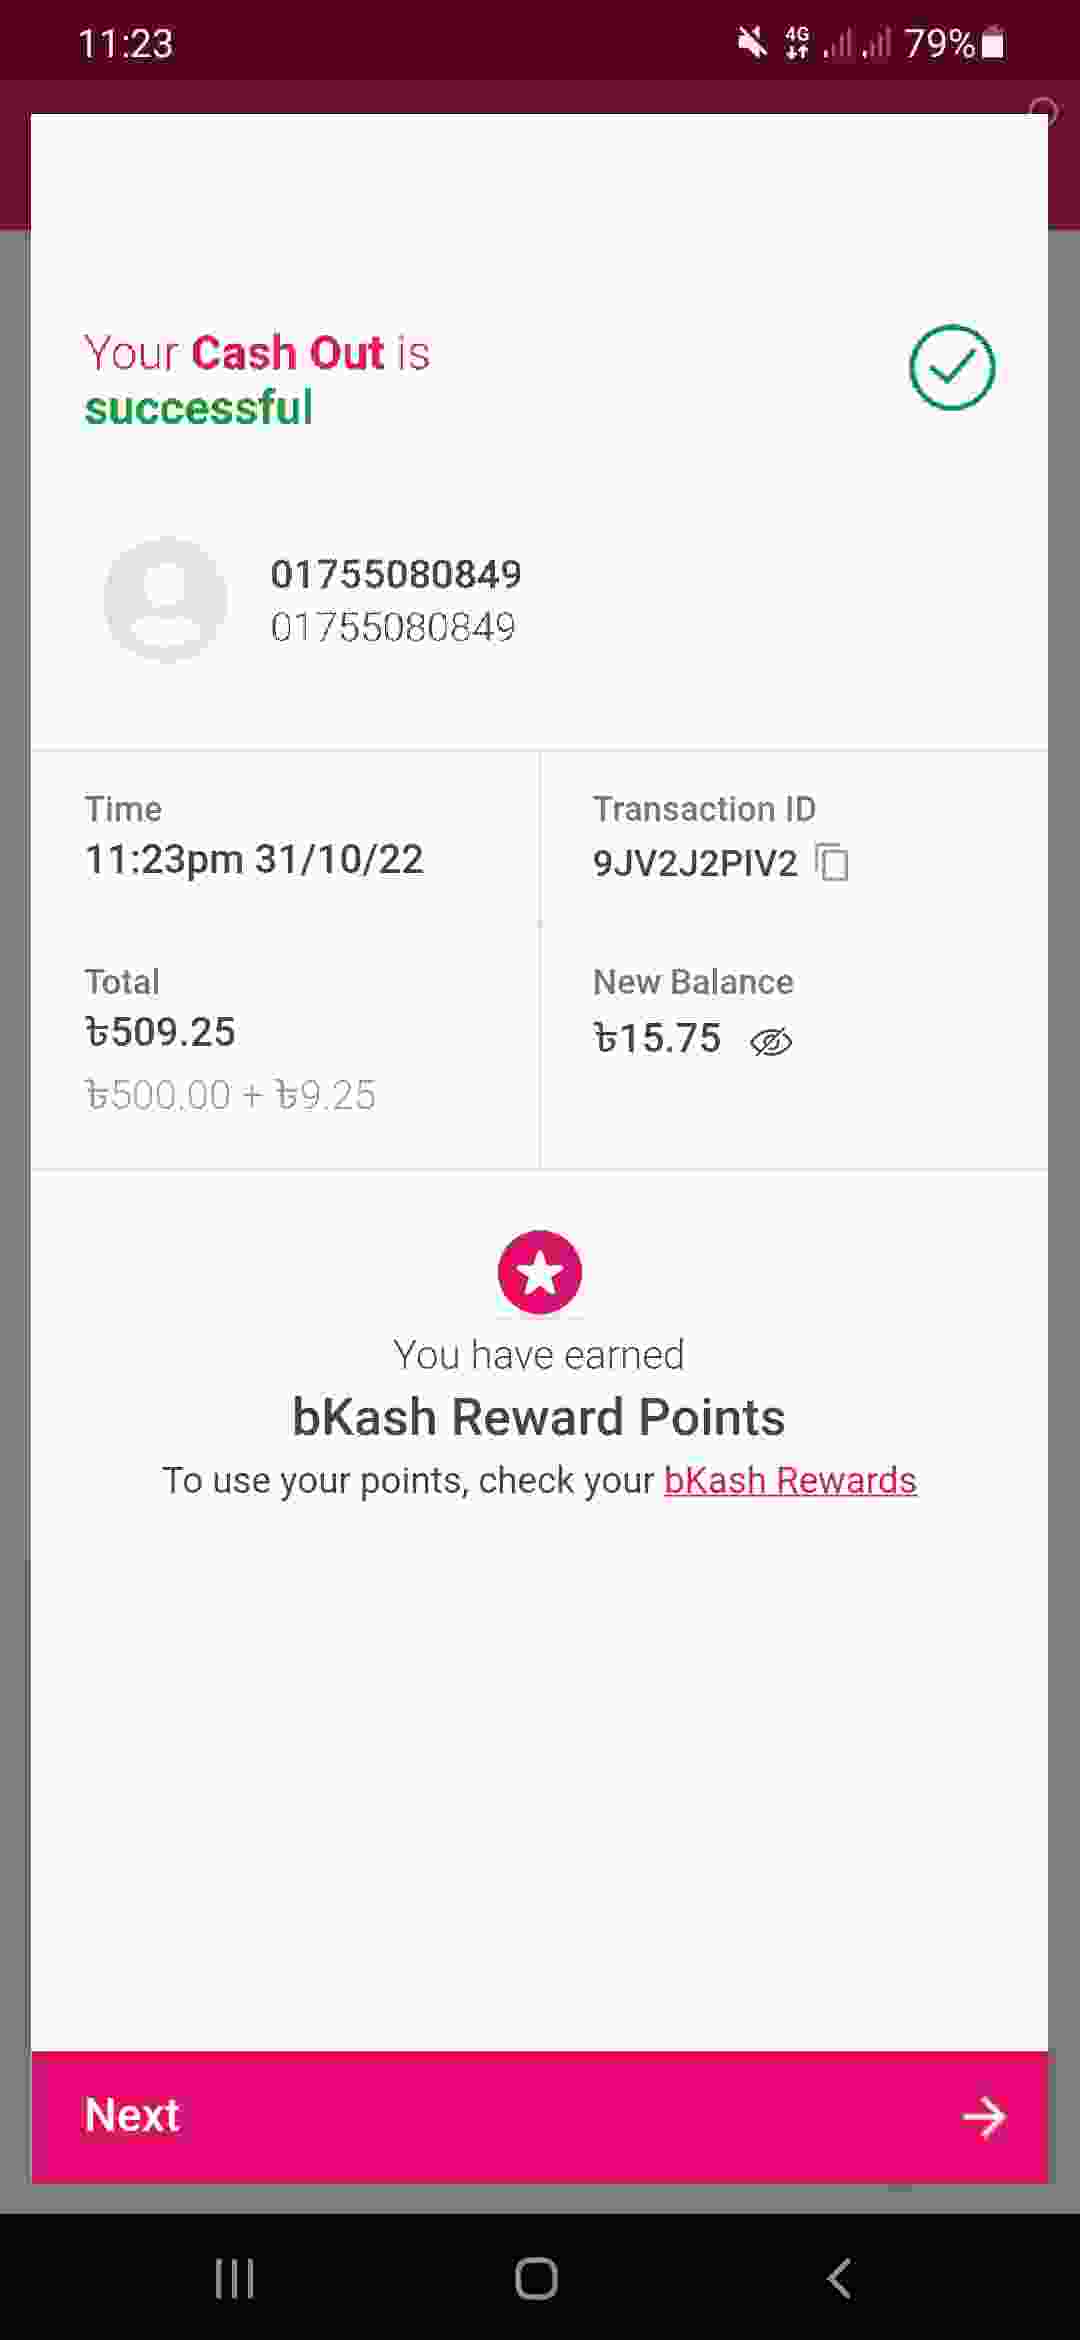 11:23 4G 79%
Your Cash Out is
successful
01755080849
01755080849
Time
11:23pm 31/10/22
Transaction ID
9JV2J2PIV2
Total
৳509.25
৳500.00 + ৳9.25
New Balance
৳15.75
You have earned
bKash Reward Points
To use your points, check your bKash Rewards
Next